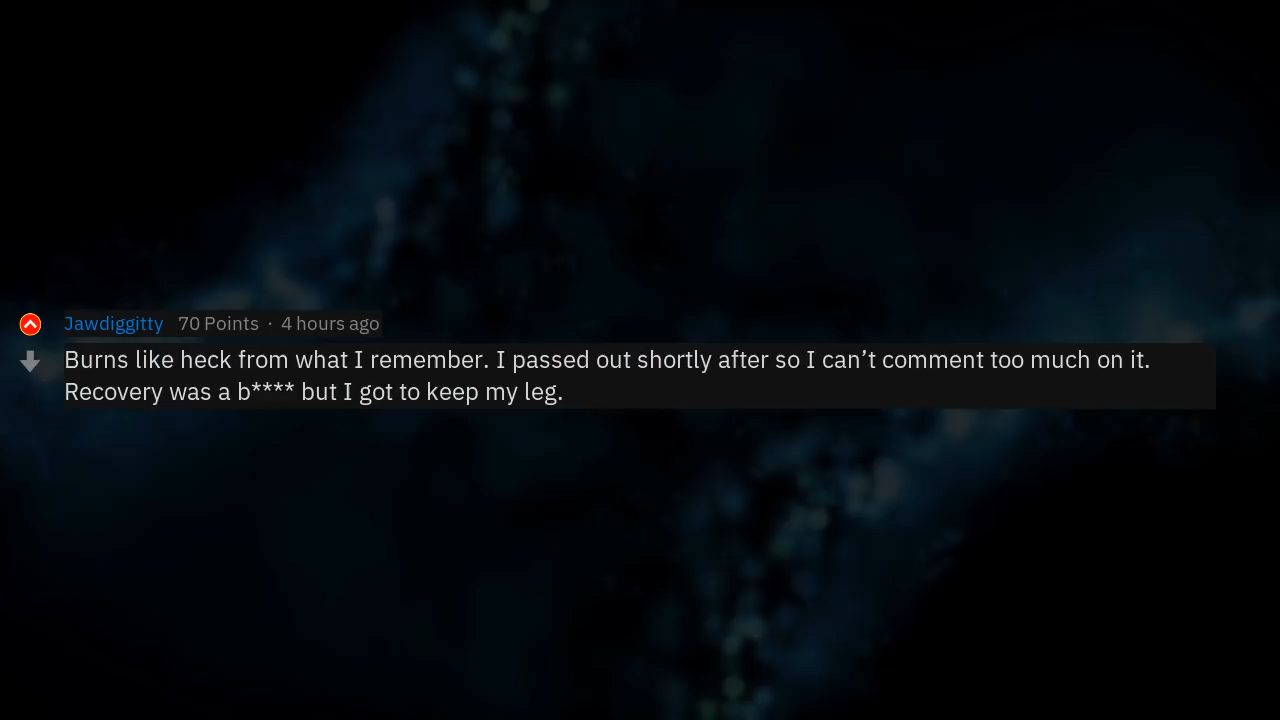 Jawdiggitty 70 Points · 4 hours ago
Burns like heck from what I remember. I passed out shortly after so I can’t comment too much on it.
Recovery was a b**** but I got to keep my leg.